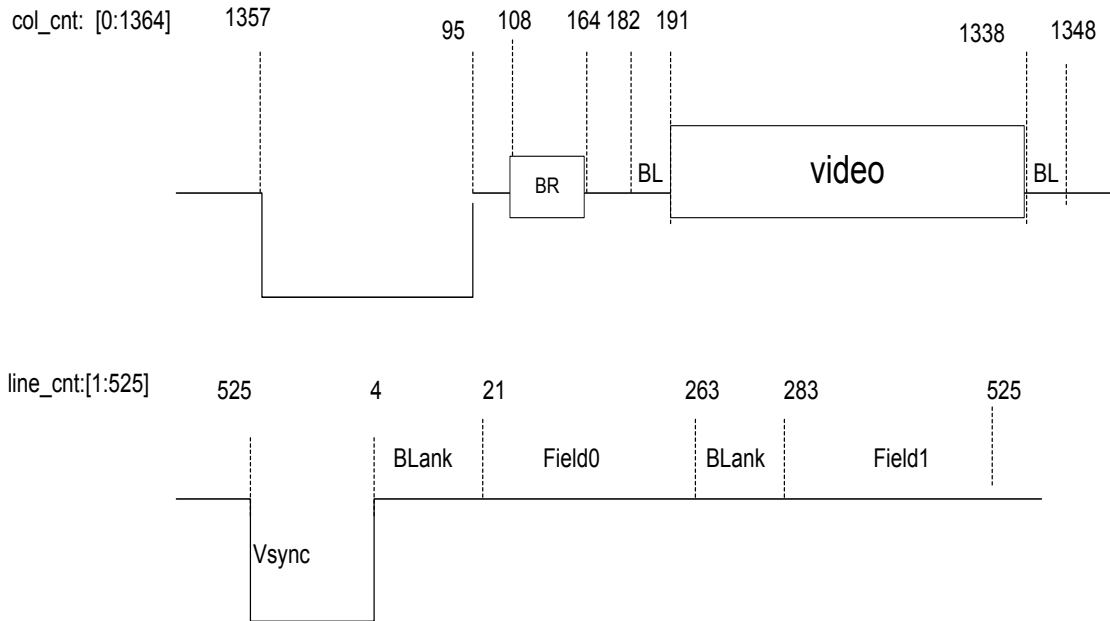 col_cnt: [0:1364] 1357 95 108 164 182 191 1338 1348
BR BL video BL
line_cnt:[1:525] 525 4 21 263 283 525
BLank Field0 BLank Field1
Vsync